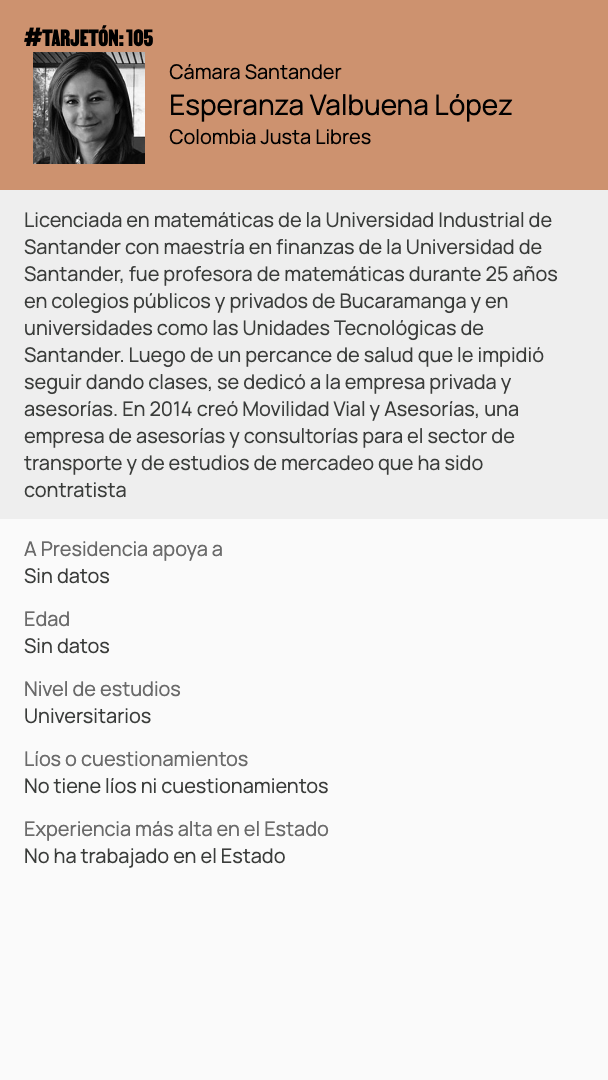 #TARJETÓN: 105
Cámara Santander
Esperanza Valbuena López
Colombia Justa Libres
Licenciada en matemáticas de la Universidad Industrial de
Santander con maestría en finanzas de la Universidad de
Santander, fue profesora de matemáticas durante 25 años
en colegios públicos y privados de Bucaramanga y en
universidades como las Unidades Tecnológicas de
Santander. Luego de un percance de salud que le impidió
seguir dando clases, se dedicó a la empresa privada y
asesorías. En 2014 creó Movilidad Vial y Asesorías, una
empresa de asesorías y consultorías para el sector de
transporte y de estudios de mercadeo que ha sido
contratista
A Presidencia apoya a
Sin datos
Edad
Sin datos
Nivel de estudios
Universitarios
Líos o cuestionamientos
No tiene líos ni cuestionamientos
Experiencia más alta en el Estado
No ha trabajado en el Estado